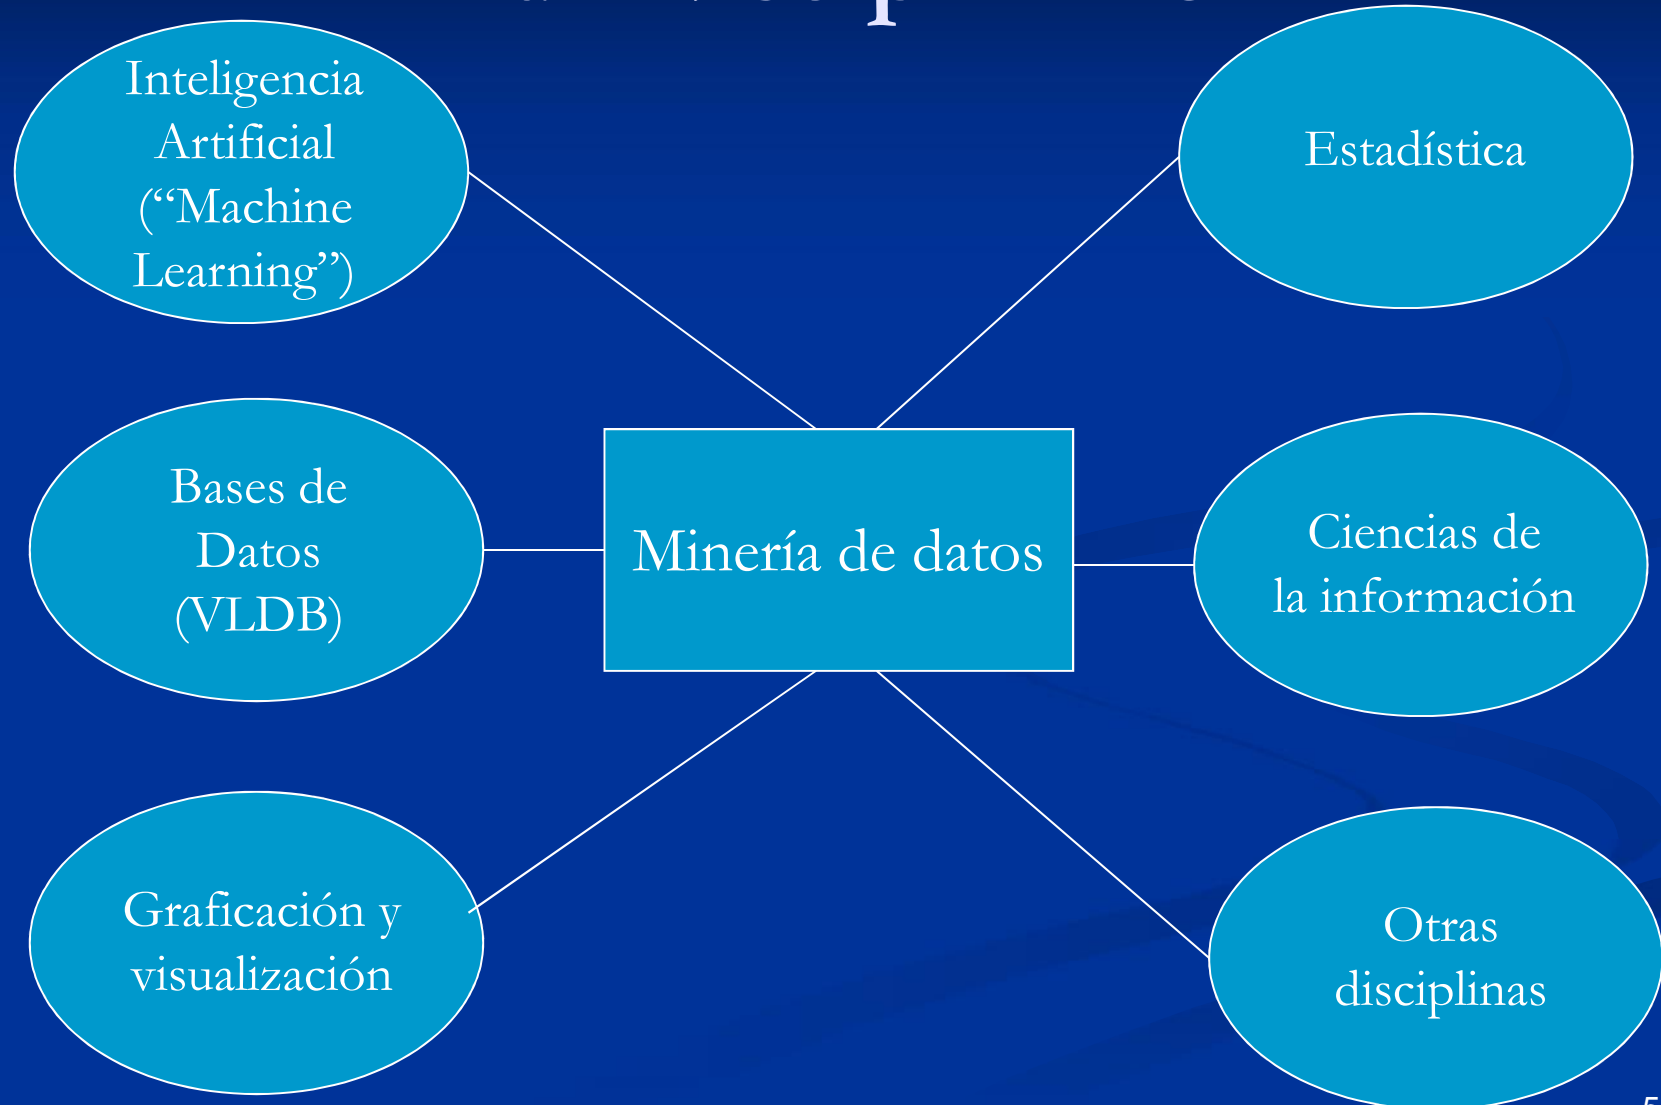 Inteligencia
Artificial
(“Machine
Learning”)
Estadística
Bases de
Datos
(VLDB)
Minería de datos
Ciencias de
la información
Graficación y
visualización
Otras
disciplinas